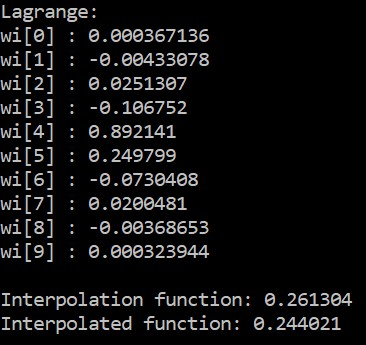 Lagrange:
wi[0] : 0.000367136
wi[1] : -0.00433078
wi[2] : 0.0251307
wi[3] : -0.106752
wi[4] : 0.892141
wi[5] : 0.249799
wi[6] : -0.0730408
wi[7] : 0.0200481
wi[8] : -0.00368653
wi[9] : 0.000323944
Interpolation function: 0.261304
Interpolated function: 0.244021